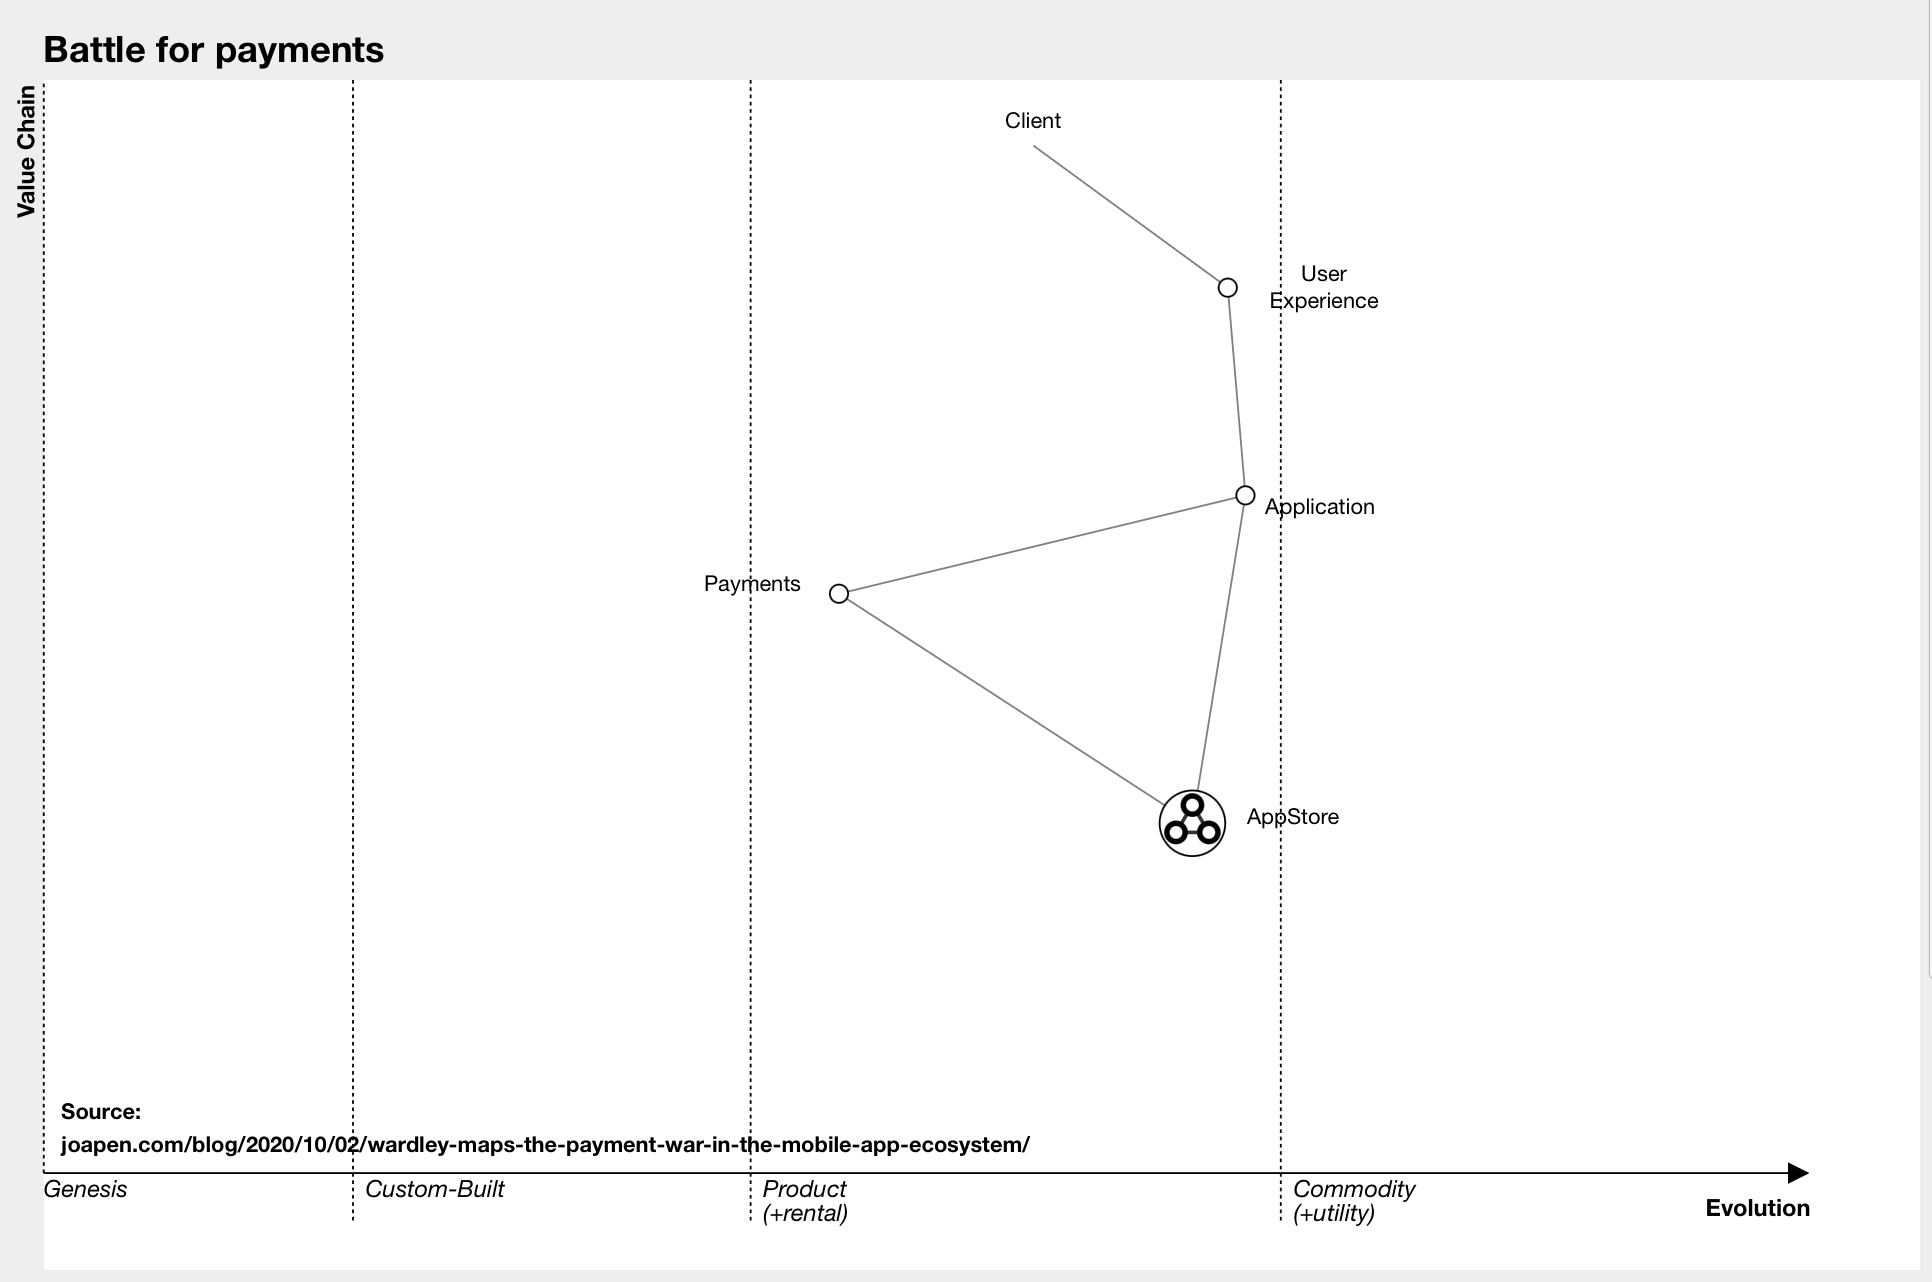 Battle for payments
Value Chain
Client
User
Experience
Application
Payments
AppStore
Source:
joapen.com/blog/2020/10/02/wardley-maps-the-payment-war-in-the-mobile-app-ecosystem/
Genesis
Custom-Built
Product
(+rental)
Commodity
(+utility)
Evolution